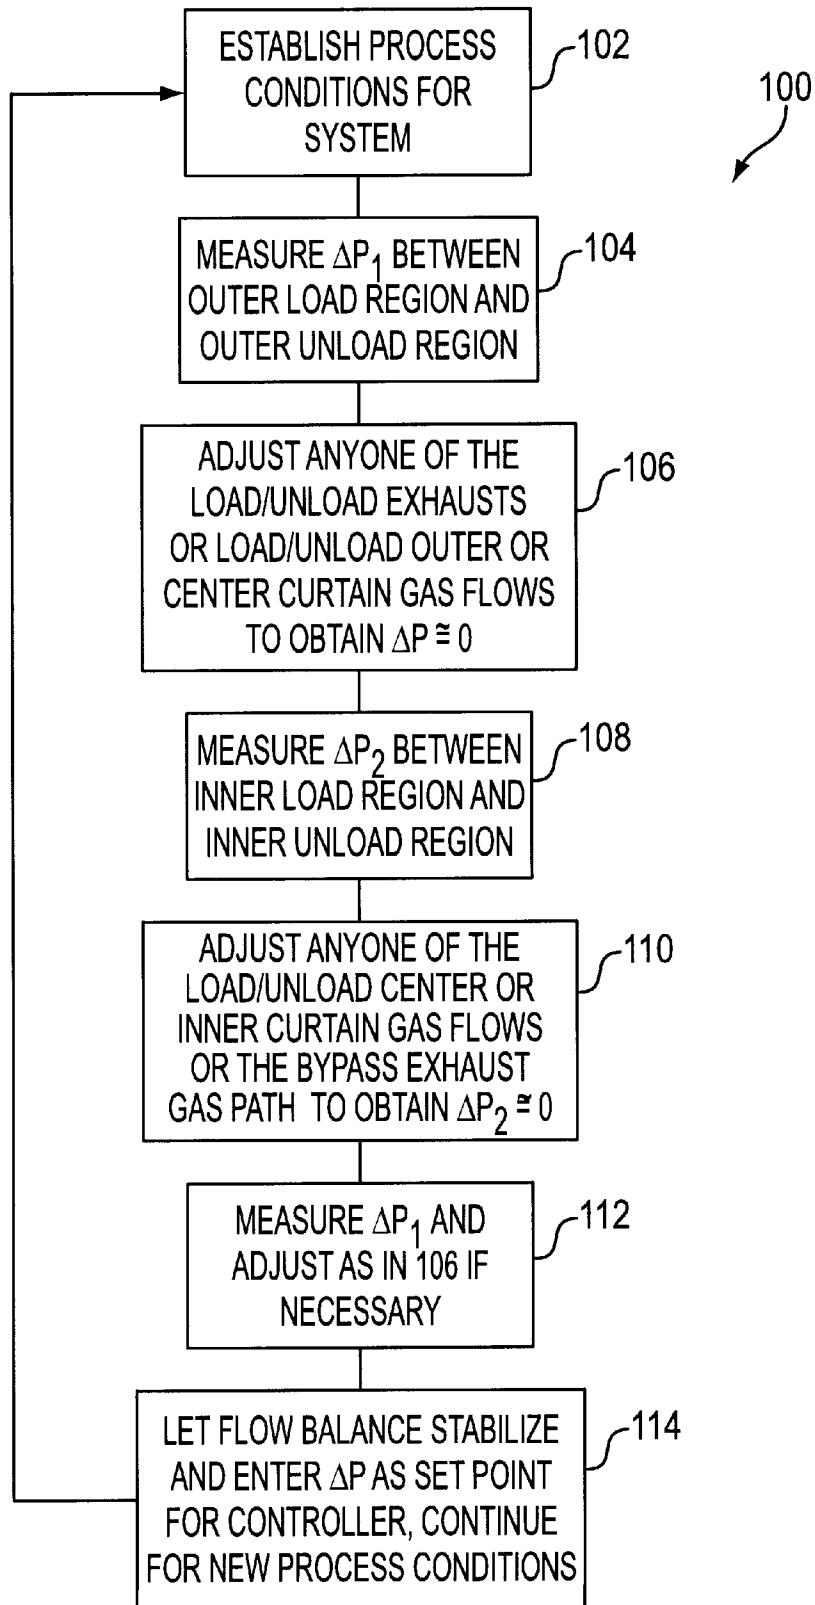 ESTABLISH PROCESS
CONDITIONS FOR
SYSTEM
102
100
MEASURE ΔP₁ BETWEEN
OUTER LOAD REGION AND
OUTER UNLOAD REGION
104
ADJUST ANYONE OF THE
LOAD/UNLOAD EXHAUSTS
OR LOAD/UNLOAD OUTER OR
CENTER CURTAIN GAS FLOWS
TO OBTAIN ΔP ≅ 0
106
MEASURE ΔP₂ BETWEEN
INNER LOAD REGION AND
INNER UNLOAD REGION
108
ADJUST ANYONE OF THE
LOAD/UNLOAD CENTER OR
INNER CURTAIN GAS FLOWS
OR THE BYPASS EXHAUST
GAS PATH TO OBTAIN ΔP₂ ≅ 0
110
MEASURE ΔP₁ AND
ADJUST AS IN 106 IF
NECESSARY
112
LET FLOW BALANCE STABILIZE
AND ENTER ΔP AS SET POINT
FOR CONTROLLER, CONTINUE
FOR NEW PROCESS CONDITIONS
114